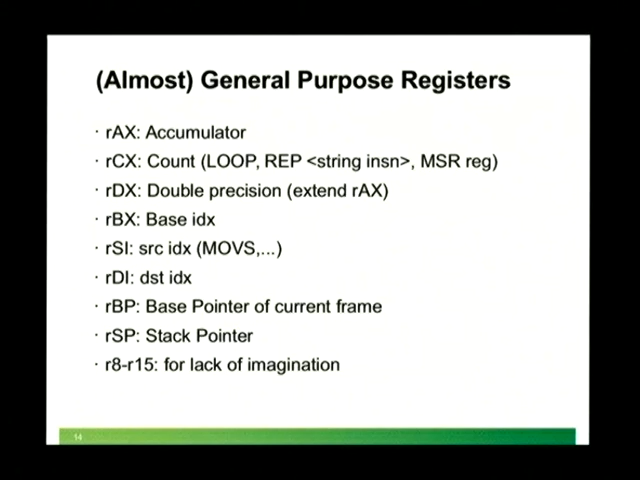 (Almost) General Purpose Registers
· rAX: Accumulator
· rCX: Count (LOOP, REP <string insn>, MSR reg)
· rDX: Double precision (extend rAX)
· rBX: Base idx
· rSI: src idx (MOVS,...)
· rDI: dst idx
· rBP: Base Pointer of current frame
· rSP: Stack Pointer
· r8-r15: for lack of imagination
14